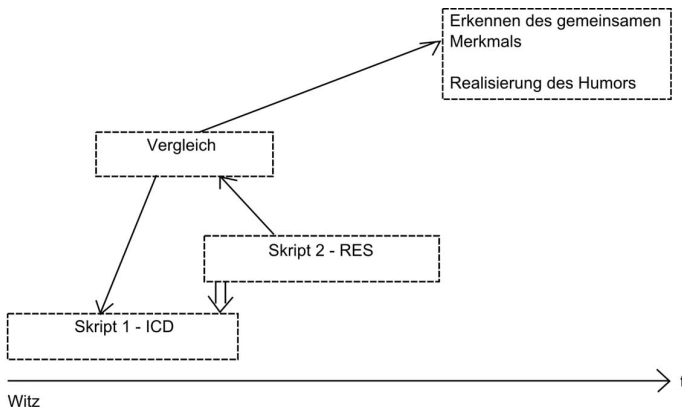 Erkennen des gemeinsamen
Merkmals
Realisierung des Humors
Vergleich
Skript 2 - RES
Skript 1 - ICD
t
Witz